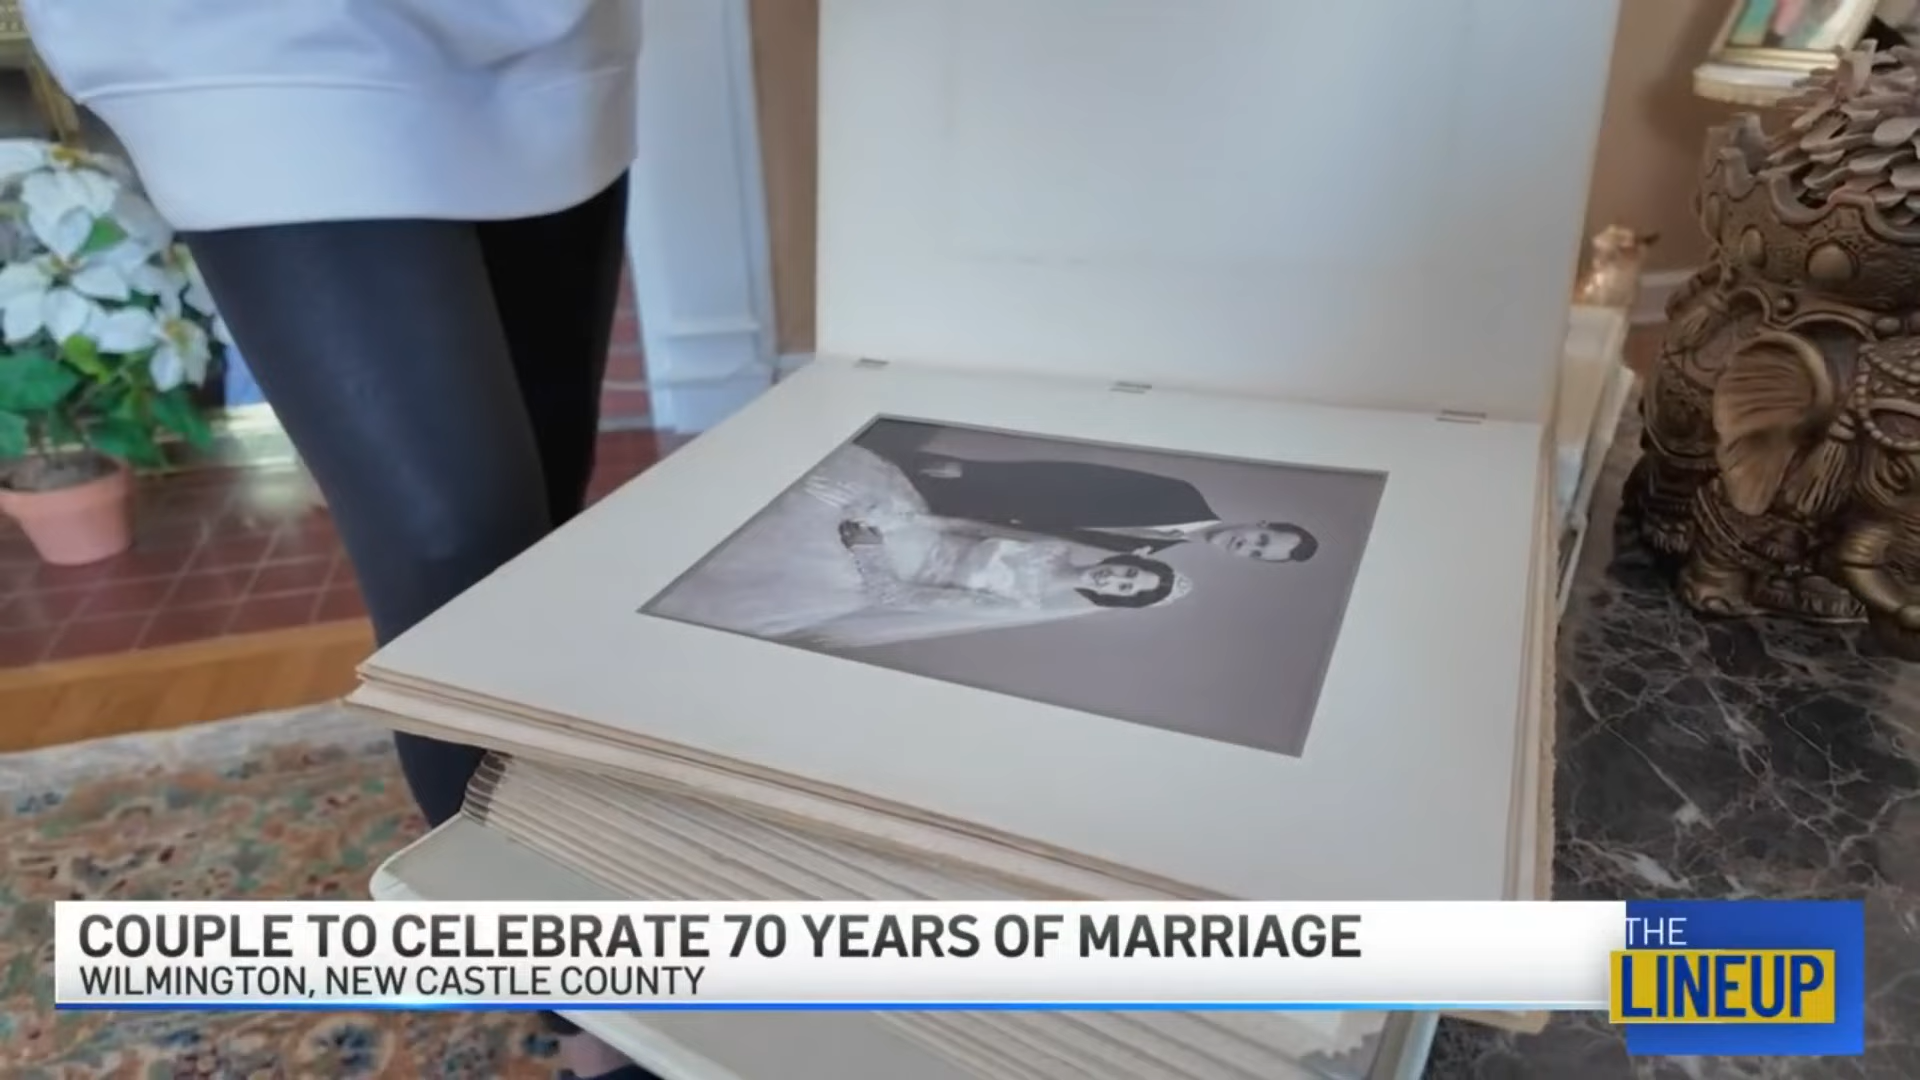 COUPLE TO CELEBRATE 70 YEARS OF MARRIAGE
WILMINGTON, NEW CASTLE COUNTY
THE
LINEUP